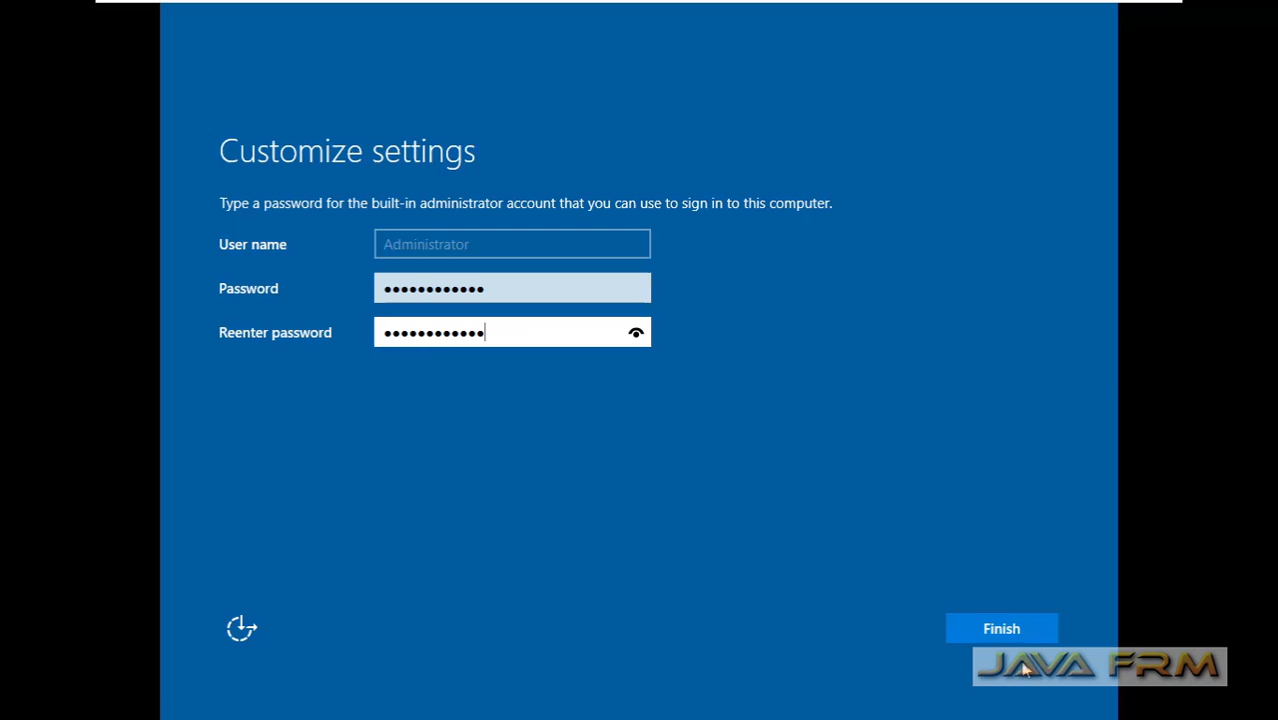 Customize settings
Type a password for the built-in administrator account that you can use to sign in to this computer.
User name
Administrator
Password
●●●●●●●●●●●●
Reenter password
●●●●●●●●●●●●
Finish
JAVA FRM